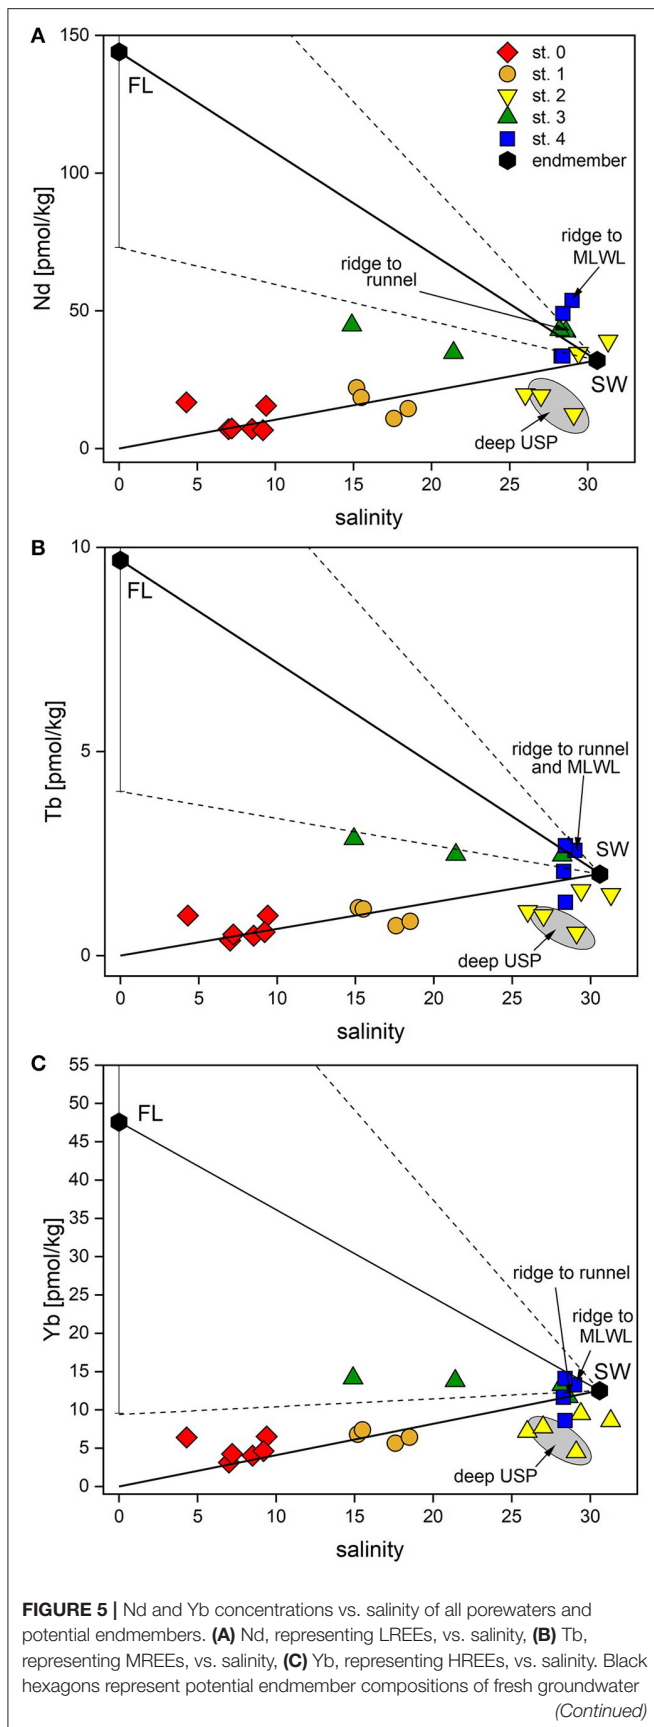 A
150
100
50
0
Nd [pmol/kg]
FL
st. 0
st. 1
st. 2
st. 3
st. 4
endmember
ridge to
MLWL
ridge to
runnel
SW
deep USP
0 5 10 15 20 25 30
salinity
B
10
5
0
Tb [pmol/kg]
FL
ridge to runnel
and MLWL
SW
deep USP
0 5 10 15 20 25 30
salinity
C
55
50
45
40
35
30
25
20
15
10
5
0
Yb [pmol/kg]
FL
ridge to runnel
ridge to
MLWL
SW
deep USP
0 5 10 15 20 25 30
salinity
FIGURE 5 | Nd and Yb concentrations vs. salinity of all porewaters and
potential endmembers. (A) Nd, representing LREEs, vs. salinity, (B) Tb,
representing MREEs, vs. salinity, (C) Yb, representing HREEs, vs. salinity. Black
hexagons represent potential endmember compositions of fresh groundwater
(Continued)